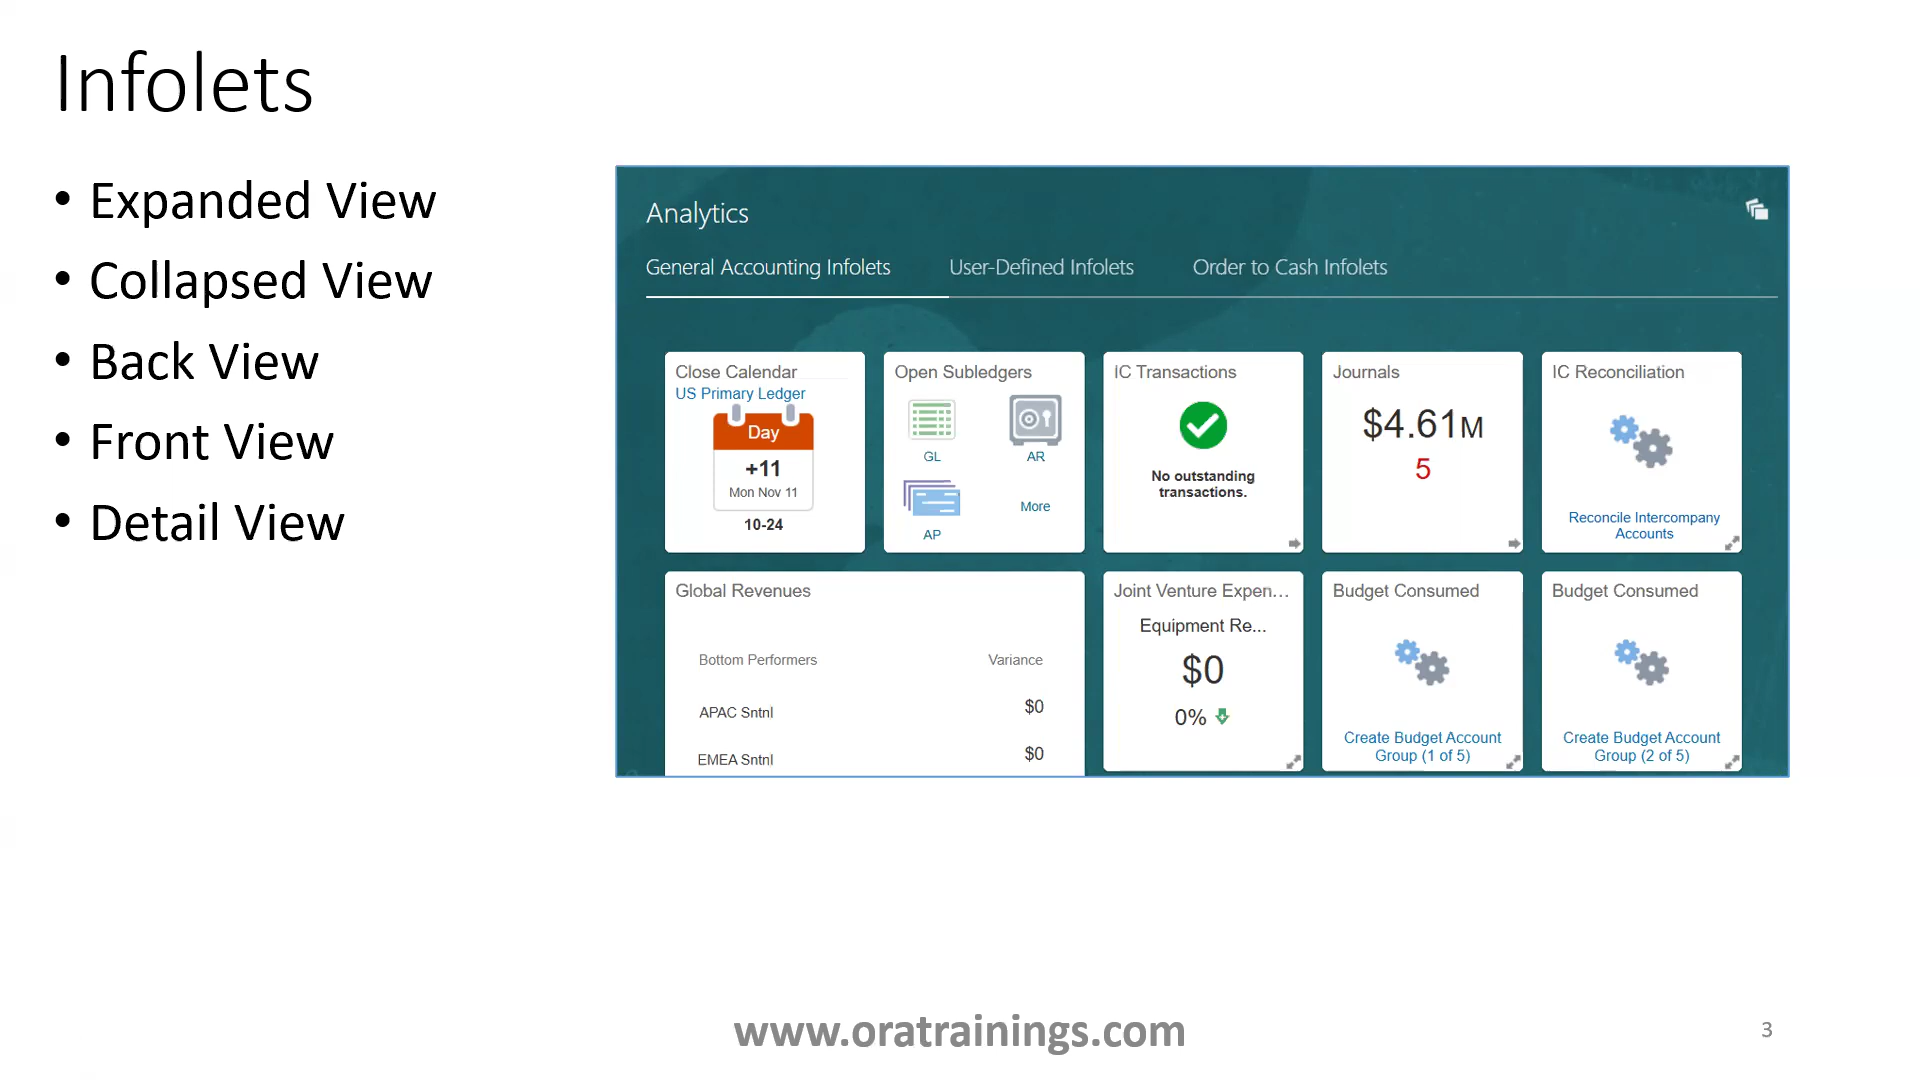 Infolets
• Expanded View
• Collapsed View
• Back View
• Front View
• Detail View
Analytics
General Accounting Infolets
User-Defined Infolets
Order to Cash Infolets
Close Calendar
US Primary Ledger
Day
+11
Mon Nov 11
10-24
Open Subledgers
GL
AR
AP
More
IC Transactions
No outstanding
transactions.
Journals
$4.61M
5
IC Reconciliation
Reconcile Intercompany
Accounts
Global Revenues
Bottom Performers Variance
APAC Sntnl $0
EMEA Sntnl $0
Joint Venture Expen...
Equipment Re...
$0
0%
Budget Consumed
Create Budget Account
Group (1 of 5)
Budget Consumed
Create Budget Account
Group (2 of 5)
www.oratrainings.com
3